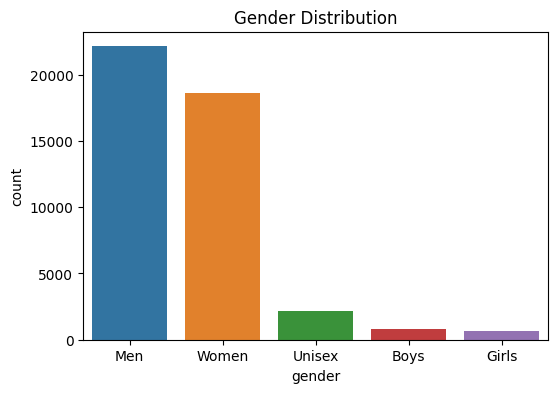 Gender Distribution
count
20000
15000
10000
5000
0
Men Women Unisex Boys Girls
gender